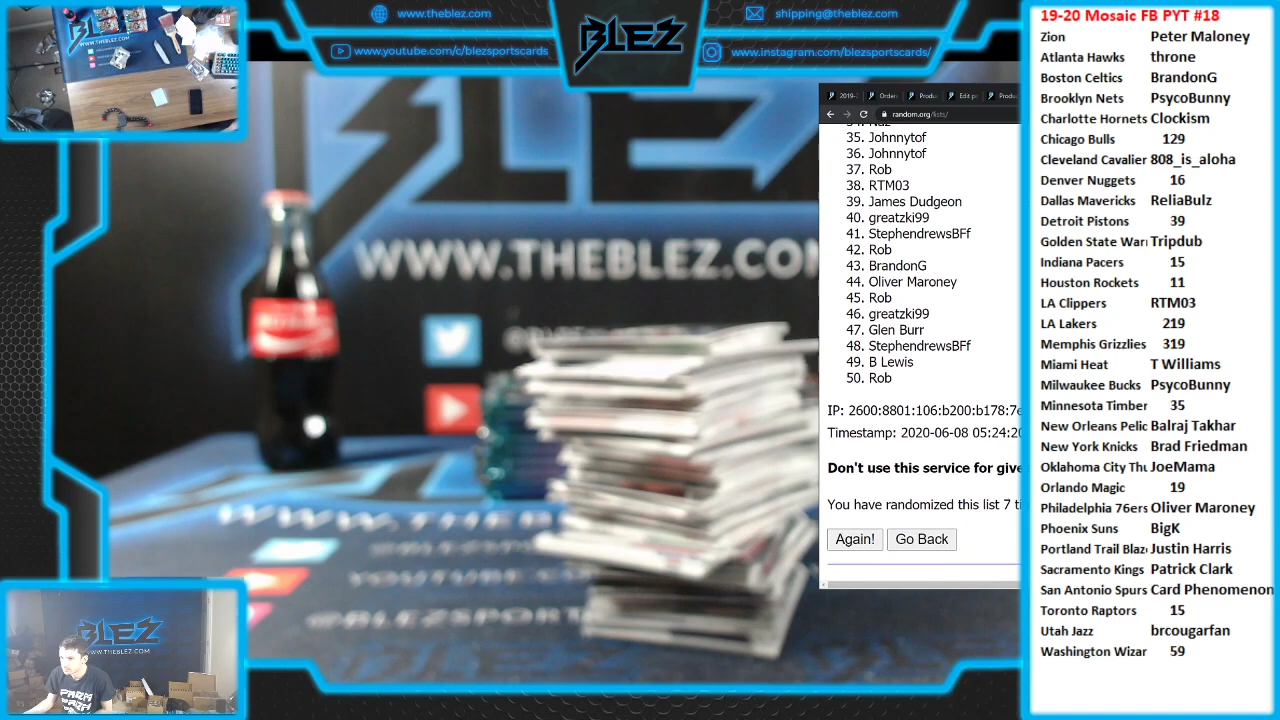 www.theblez.com
shipping@theblez.com
www.youtube.com/c/blezsportscards
www.instagram.com/blezsportscards/
BLEZ
WWW.THEBLEZ.COM
random.org/lists/
35. Johnnytof
36. Johnnytof
37. Rob
38. RTM03
39. James Dudgeon
40. greatzki99
41. StephendrewsBFf
42. Rob
43. BrandonG
44. Oliver Maroney
45. Rob
46. greatzki99
47. Glen Burr
48. StephendrewsBFf
49. B Lewis
50. Rob
IP: 2600:8801:106:b200:b178:7e
Timestamp: 2020-06-08 05:24:20
Don't use this service for give
You have randomized this list 7 ti
Again! Go Back
BLEZ
WWW.THEBLEZ.COM
19-20 Mosaic FB PYT #18
Zion Peter Maloney
Atlanta Hawks throne
Boston Celtics BrandonG
Brooklyn Nets PsycoBunny
Charlotte Hornets Clockism
Chicago Bulls 129
Cleveland Cavalier 808_is_aloha
Denver Nuggets 16
Dallas Mavericks ReliaBulz
Detroit Pistons 39
Golden State Warı Tripdub
Indiana Pacers 15
Houston Rockets 11
LA Clippers RTM03
LA Lakers 219
Memphis Grizzlies 319
Miami Heat T Williams
Milwaukee Bucks PsycoBunny
Minnesota Timber 35
New Orleans Pelic Balraj Takhar
New York Knicks Brad Friedman
Oklahoma City Thu JoeMama
Orlando Magic 19
Philadelphia 76ers Oliver Maroney
Phoenix Suns BigK
Portland Trail Blaz Justin Harris
Sacramento Kings Patrick Clark
San Antonio Spurs Card Phenomenon
Toronto Raptors 15
Utah Jazz brcougarfan
Washington Wizar 59